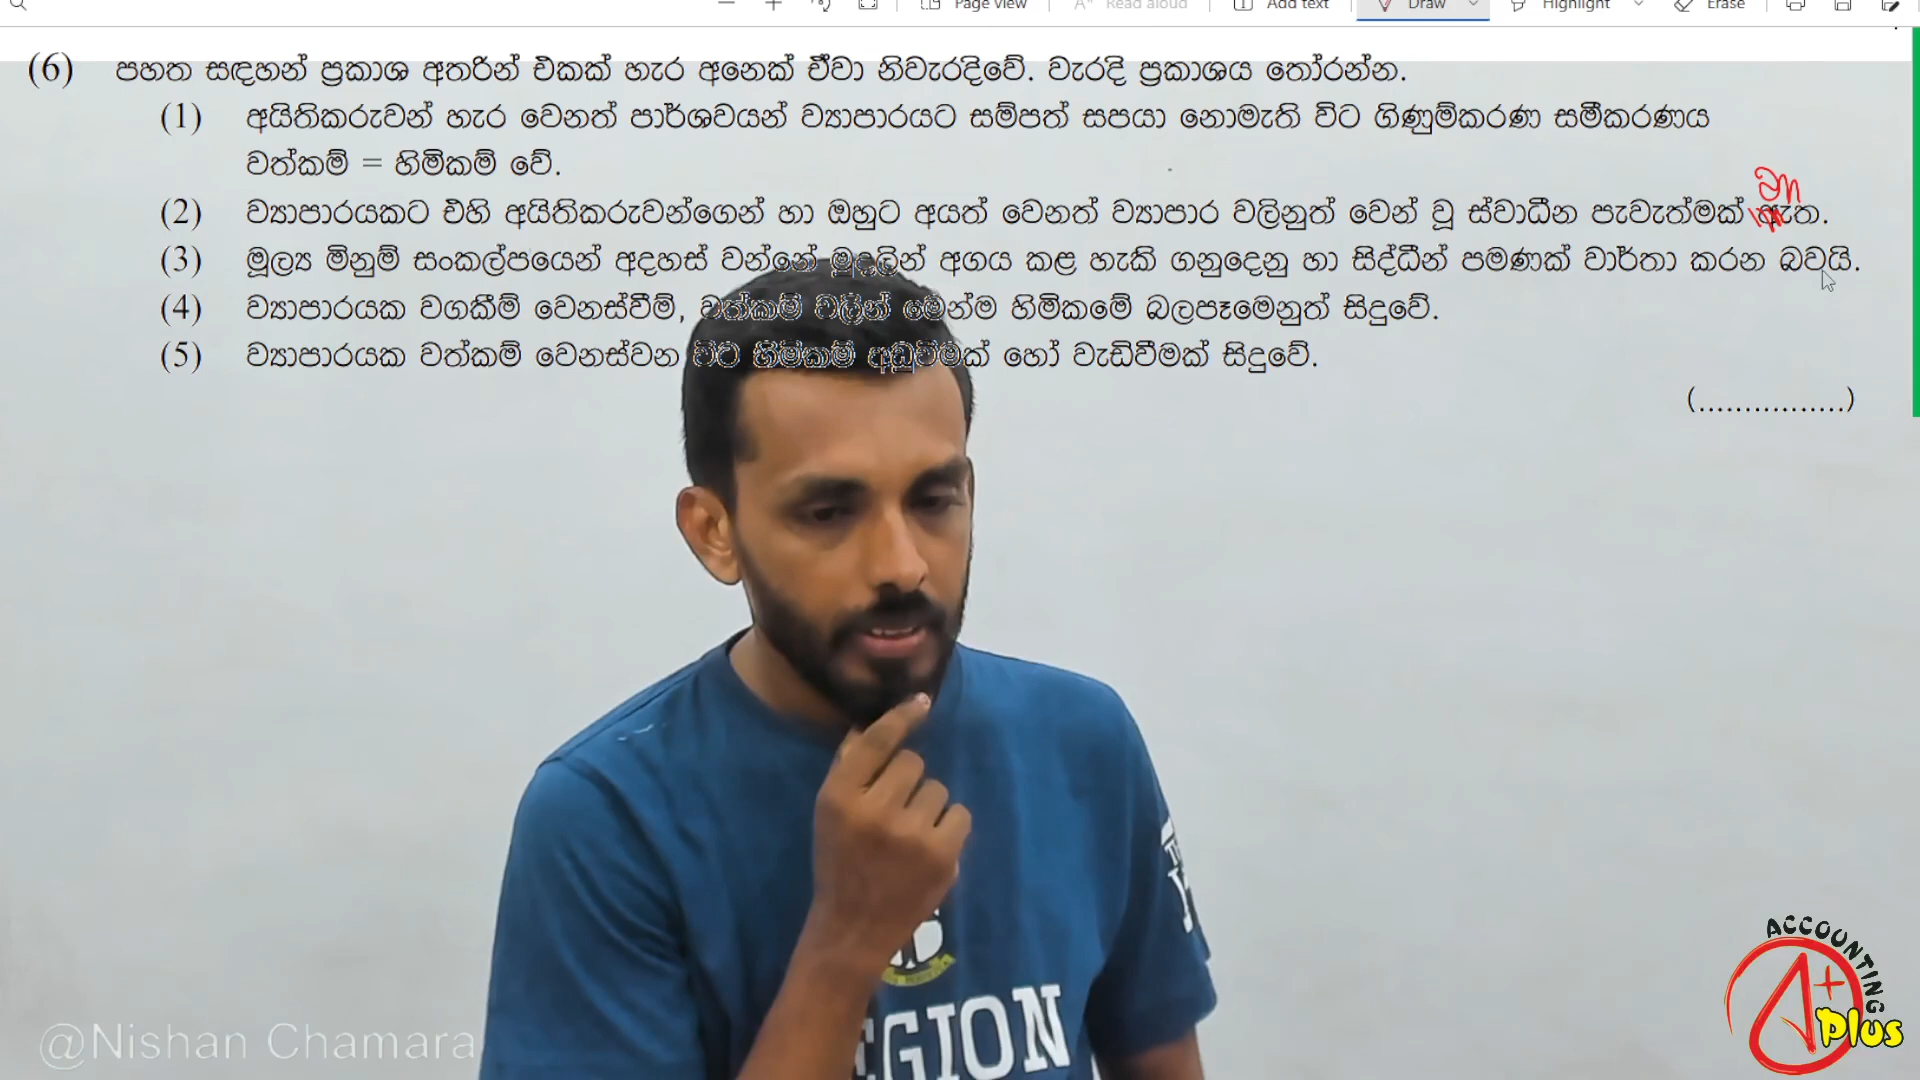 Page view
Read aloud
Add text
Draw
Highlight
Erase
(6) පහත සඳහන් ප්‍රකාශ අතරින් එකක් හැර අනෙක් ඒවා නිවැරදිවේ. වැරදි ප්‍රකාශය තෝරන්න.
(1) අයිතිකරුවන් හැර වෙනත් පාර්ශවයන් ව්‍යාපාරයට සම්පත් සපයා නොමැති විට ගිණුම්කරණ සමීකරණය
වත්කම් = හිමිකම් වේ.
(2) ව්‍යාපාරයකට එහි අයිතිකරුවන්ගෙන් හා ඔහුට අයත් වෙනත් ව්‍යාපාර වලිනුත් වෙන් වූ ස්වාධීන පැවැත්මක් ඇත.
(3) මූල්‍ය මිනුම් සංකල්පයෙන් අදහස් වන්නේ මුදලින් අගය කළ හැකි ගනුදෙනු හා සිද්ධීන් පමණක් වාර්තා කරන බවයි.
(4) ව්‍යාපාරයක වගකීම් වෙනස්වීම්, වත්කම් වලින් මෙන්ම හිමිකමේ බලපෑමෙනුත් සිදුවේ.
(5) ව්‍යාපාරයක වත්කම් වෙනස්වන විට හිමිකම් අඩුවීමක් හෝ වැඩිවීමක් සිදුවේ.
(................)
EGION
@Nishan Chamara
ACCOUNTING
A+
Plus